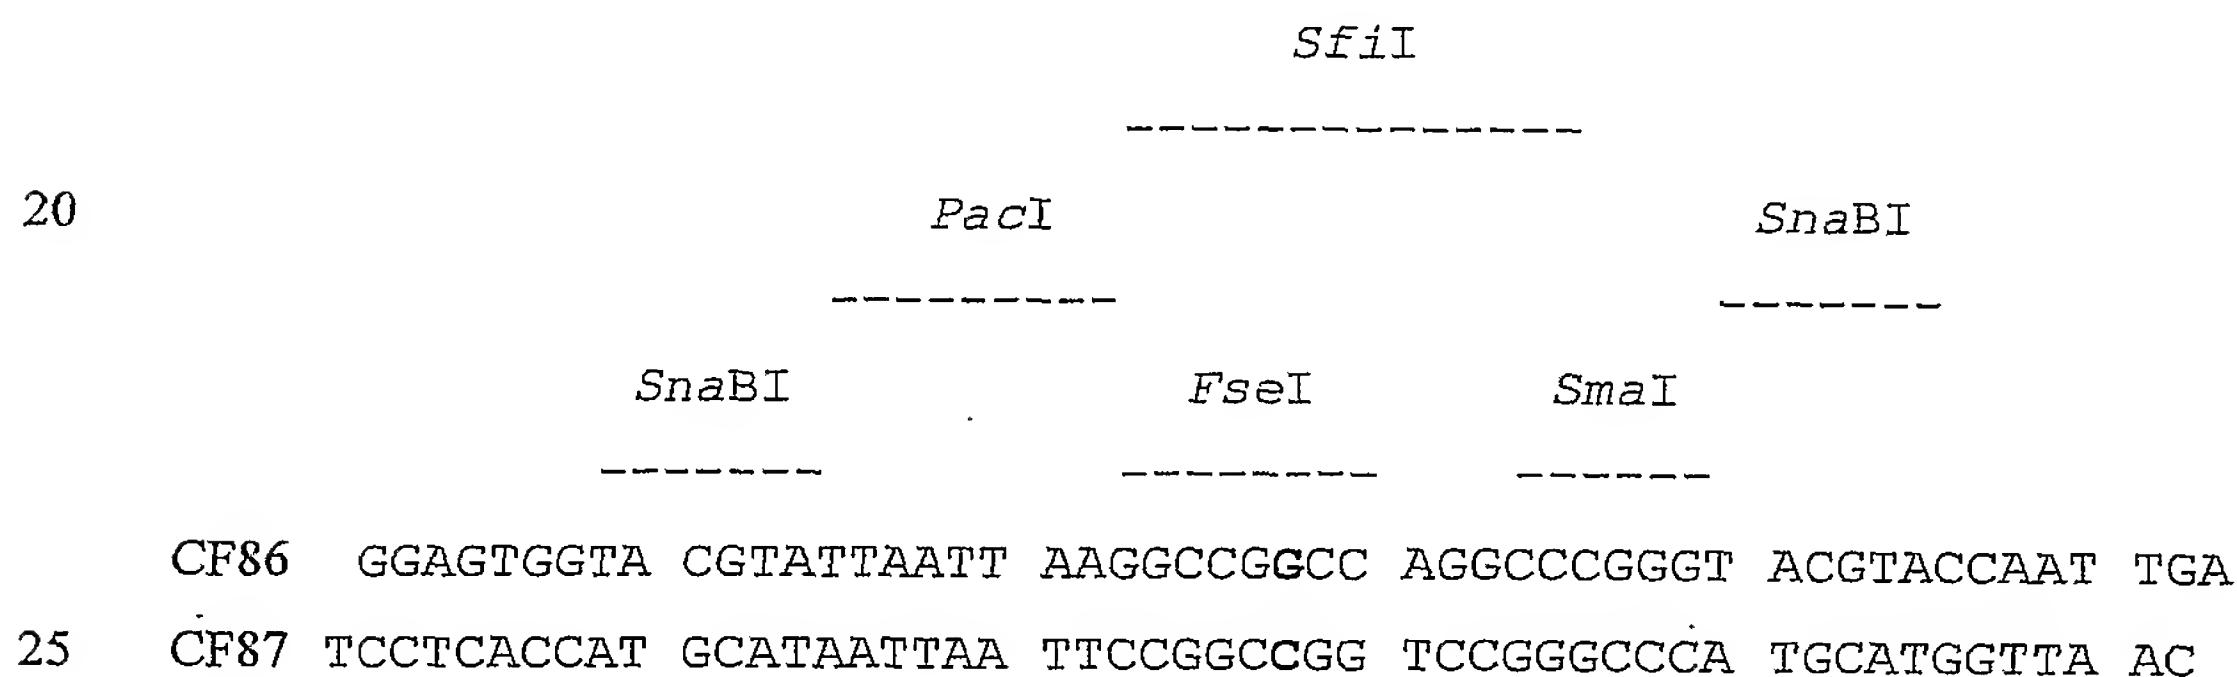 SfiI
--------------
20 PacI SnaBI
--------- -------
SnaBI FseI SmaI
------- -------- ------
CF86 GGAGTGGTA CGTATTAATT AAGGCCGGCC AGGCCCGGGT ACGTACCAAT TGA
25 CF87 TCCTCACCAT GCATAATTAA TTCCGGCCGG TCCGGGCCCA TGCATGGTTA AC